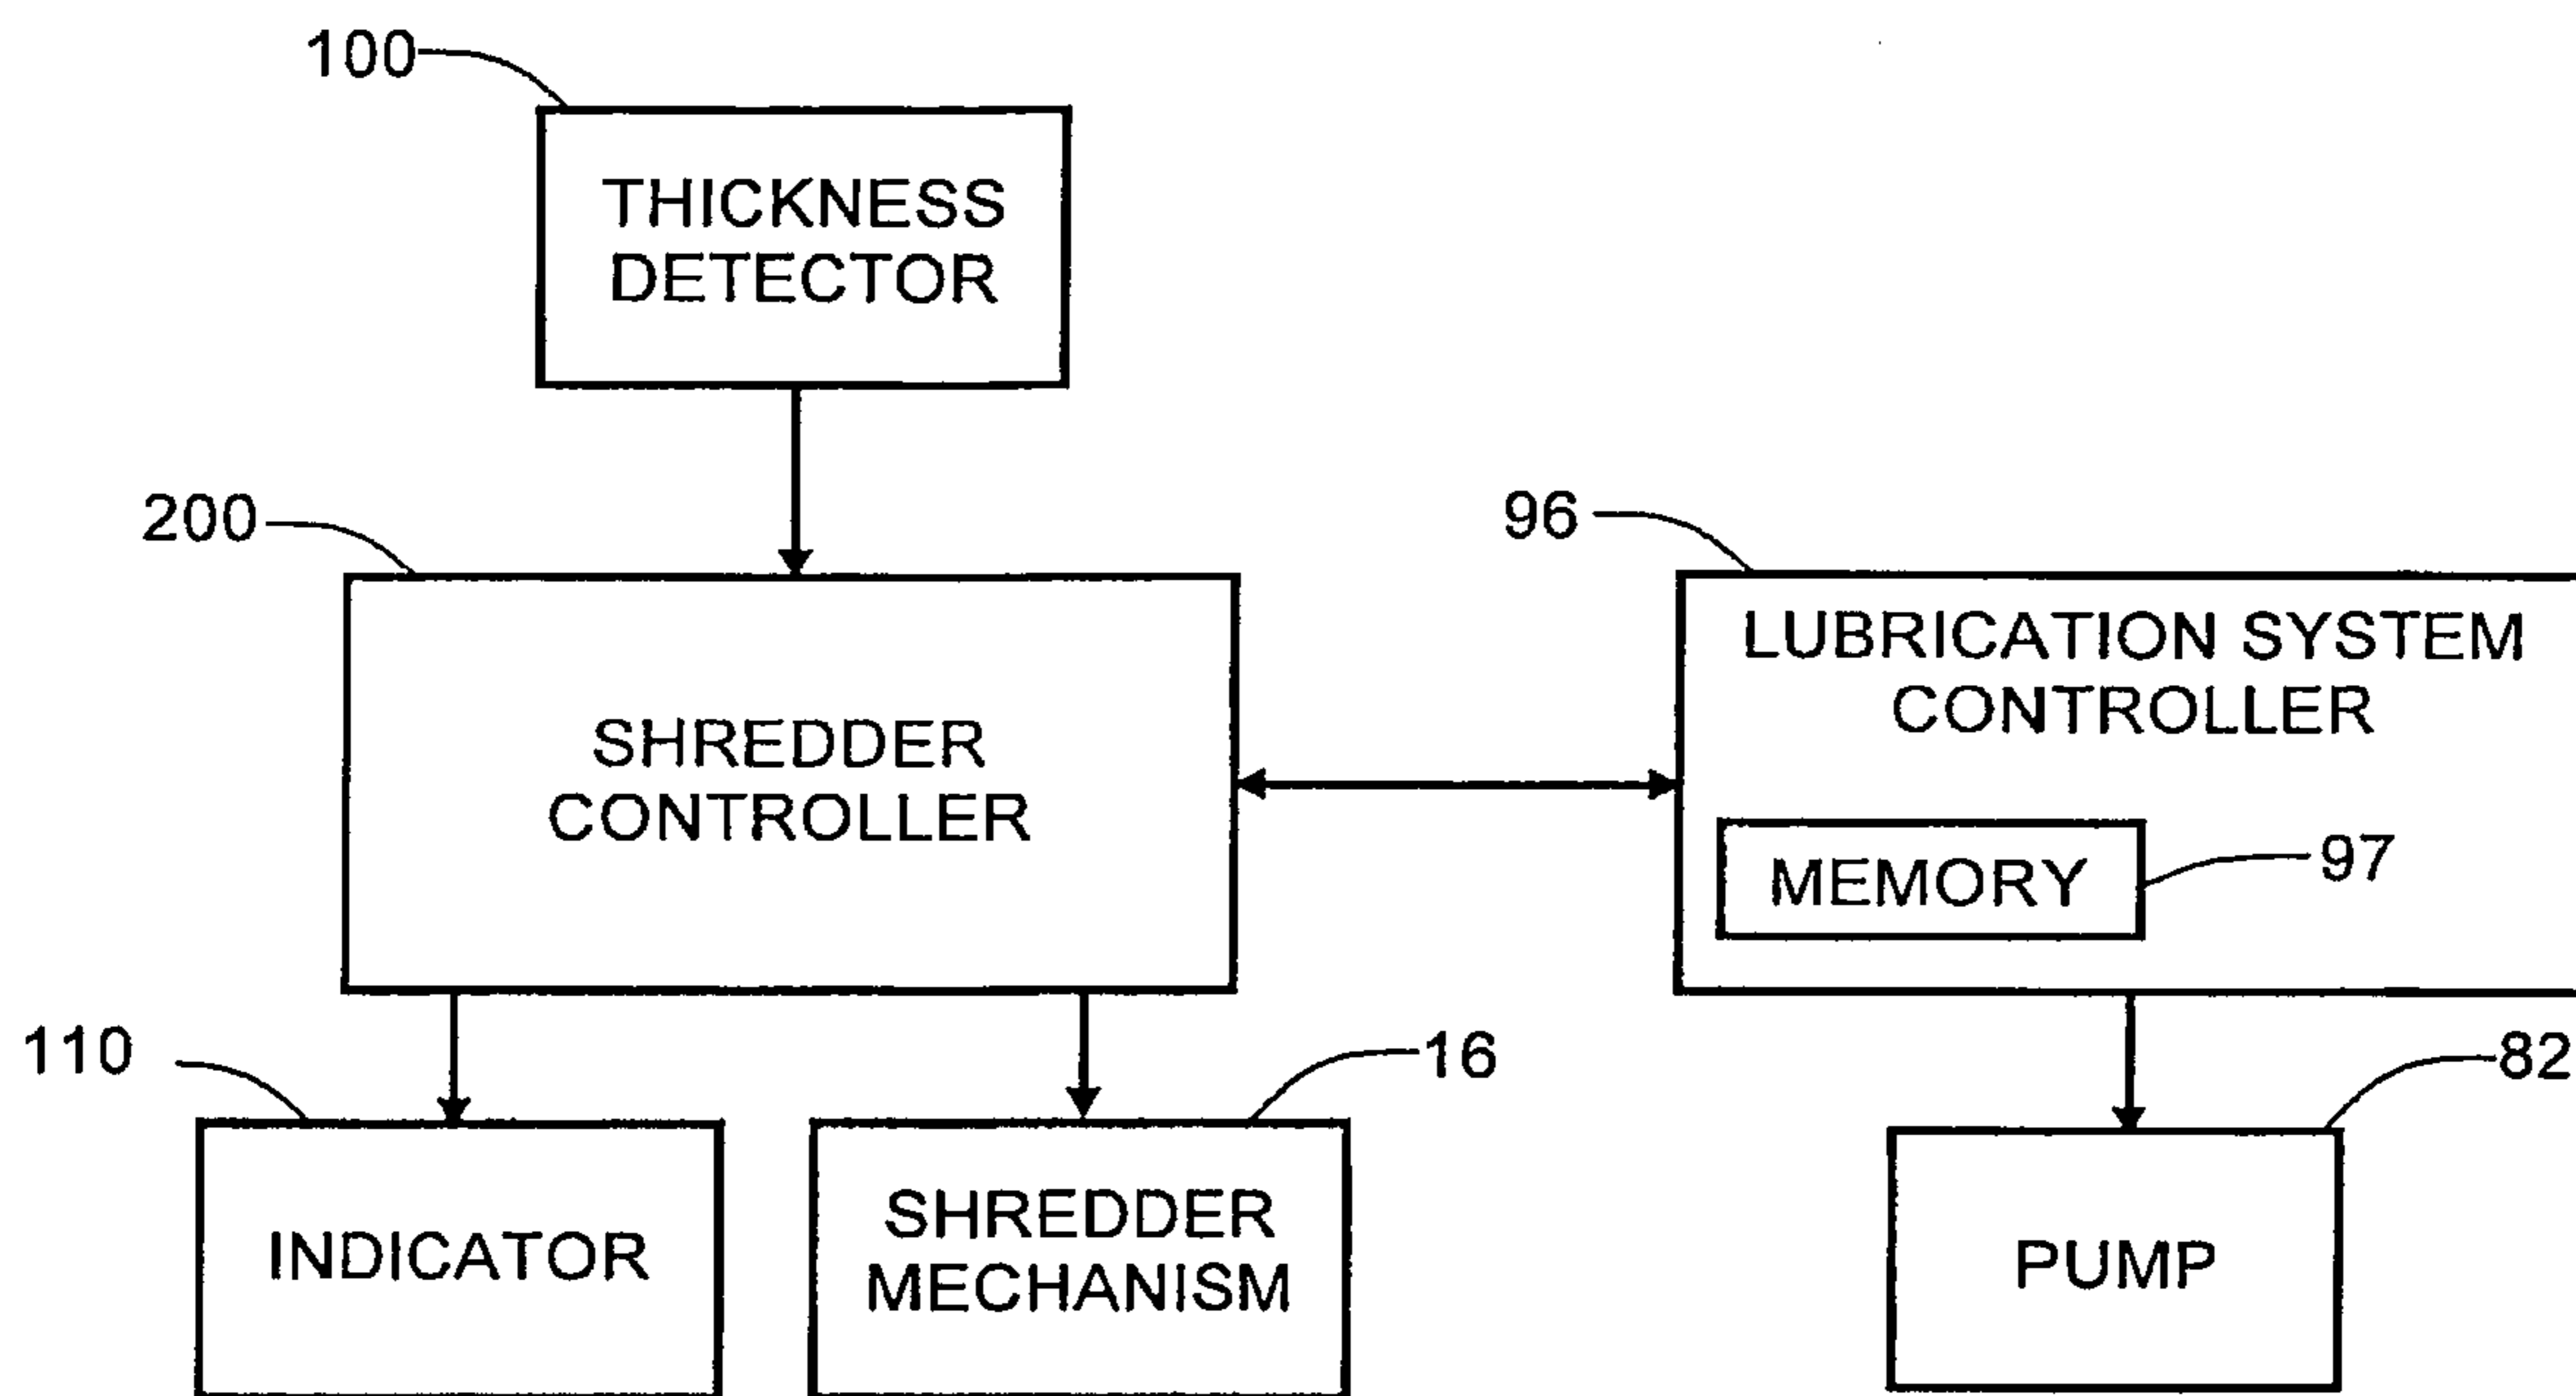 100
THICKNESS
DETECTOR
200
96
SHREDDER
CONTROLLER
LUBRICATION SYSTEM
CONTROLLER
MEMORY
97
110
16
82
INDICATOR
SHREDDER
MECHANISM
PUMP